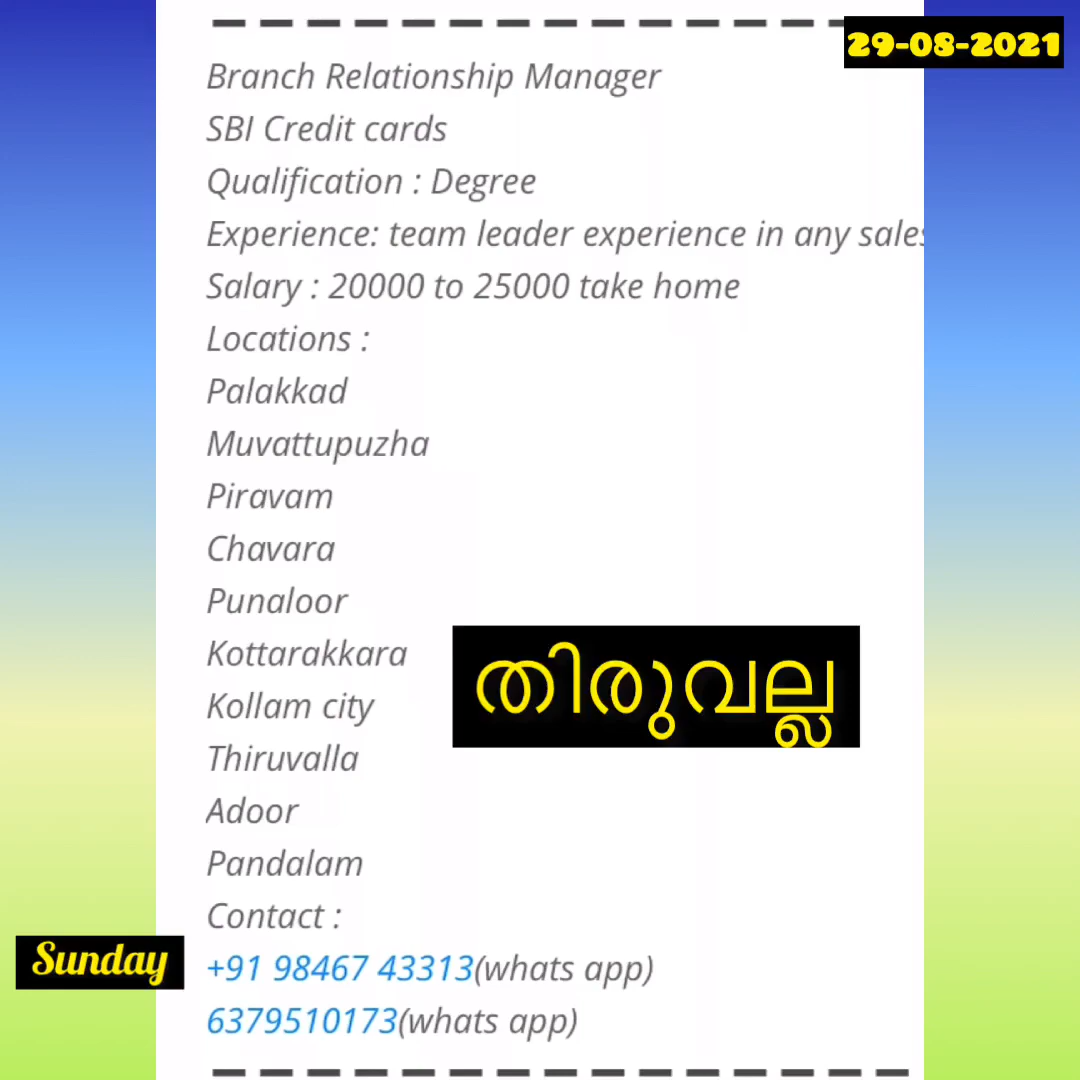 29-08-2021
Branch Relationship Manager
SBI Credit cards
Qualification : Degree
Experience: team leader experience in any sales
Salary : 20000 to 25000 take home
Locations :
Palakkad
Muvattupuzha
Piravam
Chavara
Punaloor
Kottarakkara
Kollam city
തിരുവല്ല
Thiruvalla
Adoor
Pandalam
Contact :
Sunday
+91 98467 43313(whats app)
6379510173(whats app)